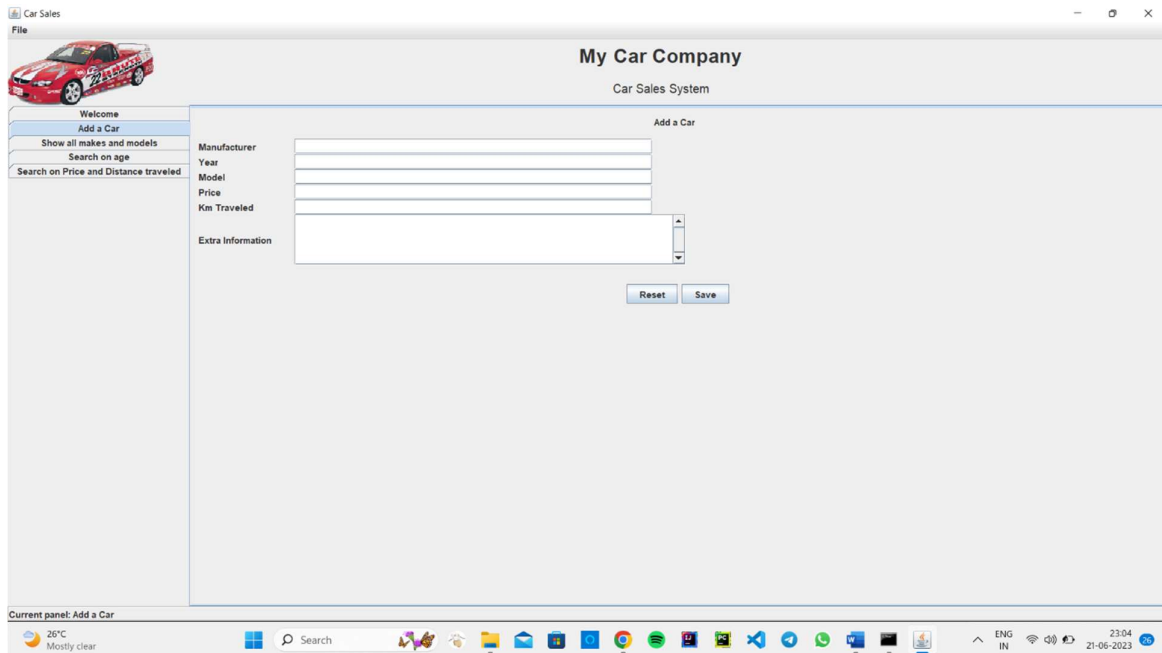 Car Sales
File
My Car Company
Car Sales System
Welcome
Add a Car
Show all makes and models
Search on age
Search on Price and Distance traveled
Add a Car
Manufacturer
Year
Model
Price
Km Traveled
Extra Information
Reset Save
Current panel: Add a Car
26°C
Mostly clear
Search
ENG
IN
23:04
21-06-2023
26